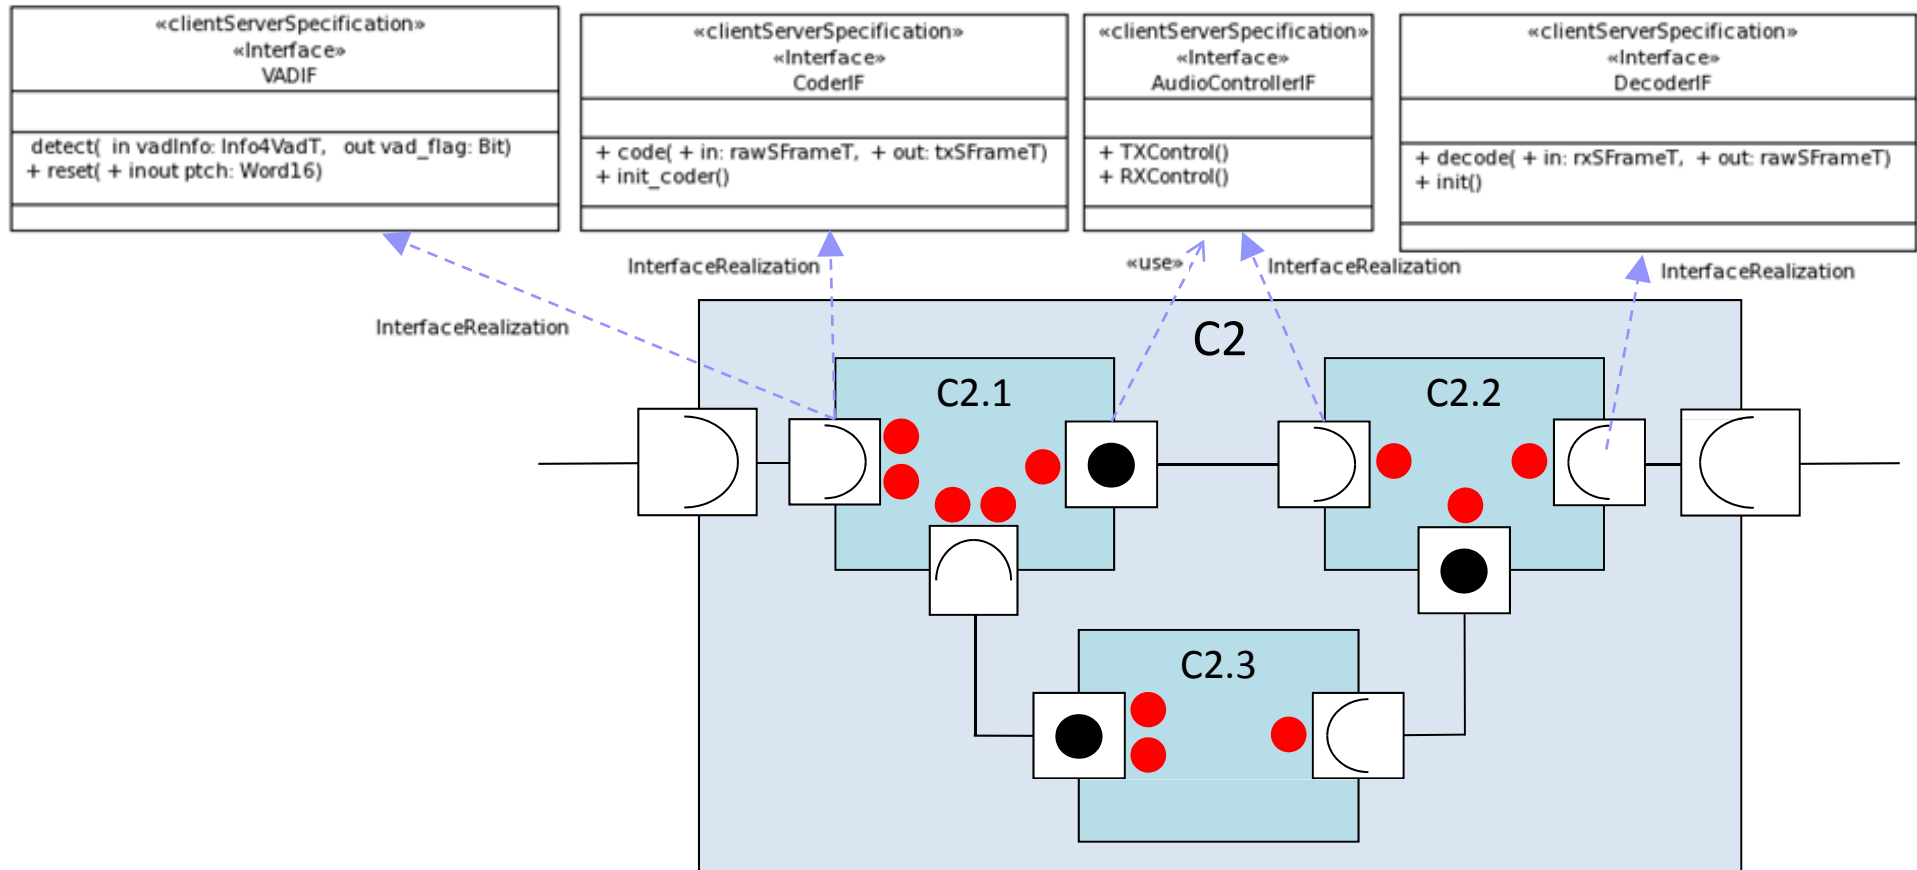 «clientServerSpecification»
«Interface»
VADIF
detect(  in vadInfo: Info4VadT,   out vad_flag: Bit)
+ reset( + inout ptch: Word16)
«clientServerSpecification»
«Interface»
CoderIF
+ code( + in: rawSFrameT,  + out: txSFrameT)
+ init_coder()
«clientServerSpecification»
«Interface»
AudioControllerIF
+ TXControl()
+ RXControl()
«clientServerSpecification»
«Interface»
DecoderIF
+ decode( + in: rxSFrameT,  + out: rawSFrameT)
+ init()
InterfaceRealization
InterfaceRealization
«use»
InterfaceRealization
InterfaceRealization
C2
C2.1
C2.2
C2.3